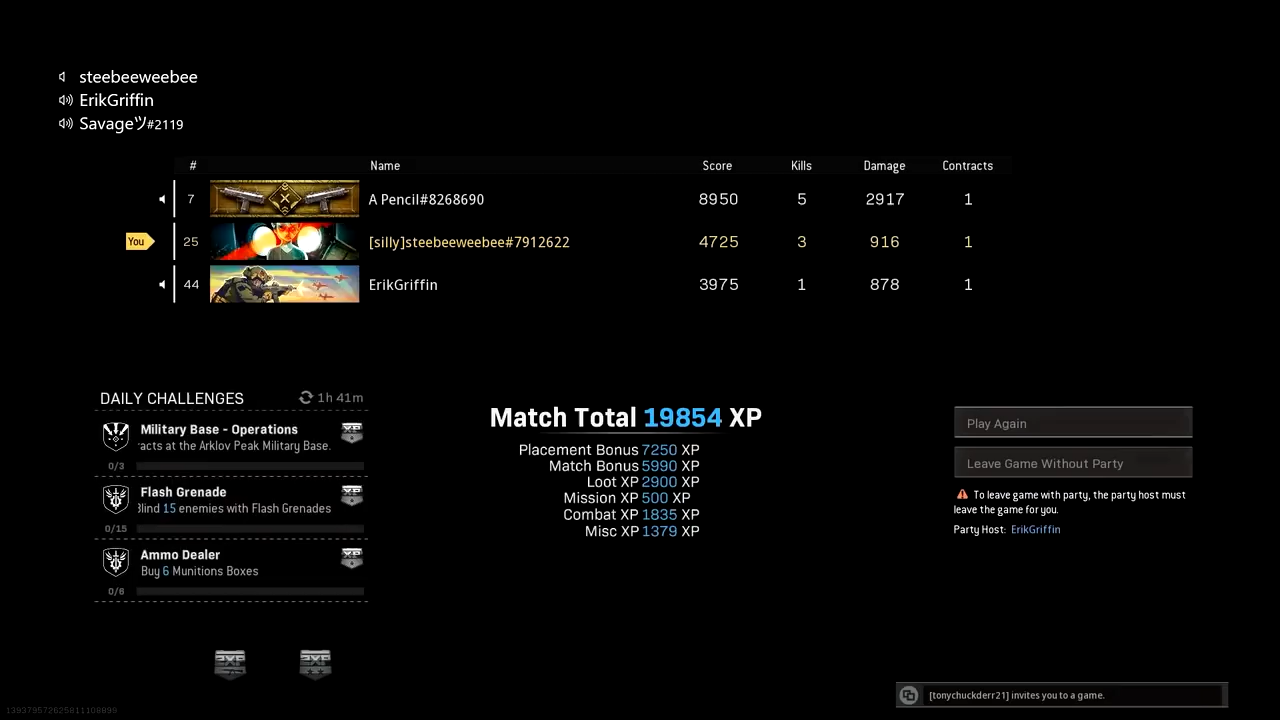 steebeeweebee
ErikGriffin
Savageツ#2119
# Name Score Kills Damage Contracts
7 A Pencil#8268690 8950 5 2917 1
You 25 [silly]steebeeweebee#7912622 4725 3 916 1
44 ErikGriffin 3975 1 878 1
DAILY CHALLENGES 1h 41m
Military Base - Operations
acts at the Arklov Peak Military Base.
0/3
Flash Grenade
Blind 15 enemies with Flash Grenades
0/15
Ammo Dealer
Buy 6 Munitions Boxes
0/6
Match Total 19854 XP
Placement Bonus 7250 XP
Match Bonus 5990 XP
Loot XP 2900 XP
Mission XP 500 XP
Combat XP 1835 XP
Misc XP 1379 XP
Play Again
Leave Game Without Party
To leave game with party, the party host must
leave the game for you.
Party Host: ErikGriffin
2XP 2XP
[tonychuckderr21] invites you to a game.